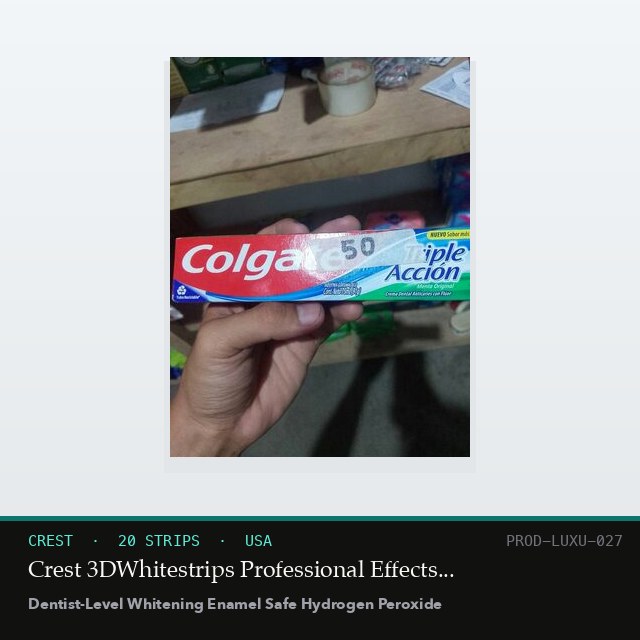 Colgate
50
NUEVO Sabor
Triple
Acción
Menta Original
Crema Dental Anticaries con Flúor
CREST · 20 STRIPS · USA
PROD–LUXU–027
Crest 3DWhitestrips Professional Effects...
Dentist-Level Whitening Enamel Safe Hydrogen Peroxide